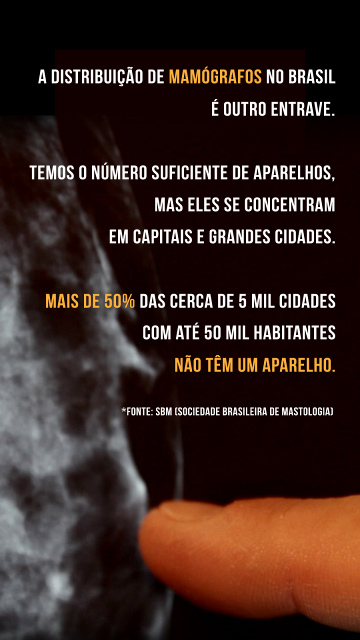 A DISTRIBUIÇÃO DE MAMÓGRAFOS NO BRASIL
É OUTRO ENTRAVE.
TEMOS O NÚMERO SUFICIENTE DE APARELHOS,
MAS ELES SE CONCENTRAM
EM CAPITAIS E GRANDES CIDADES.
MAIS DE 50% DAS CERCA DE 5 MIL CIDADES
COM ATÉ 50 MIL HABITANTES
NÃO TÊM UM APARELHO.
*FONTE: SBM (SOCIEDADE BRASILEIRA DE MASTOLOGIA)